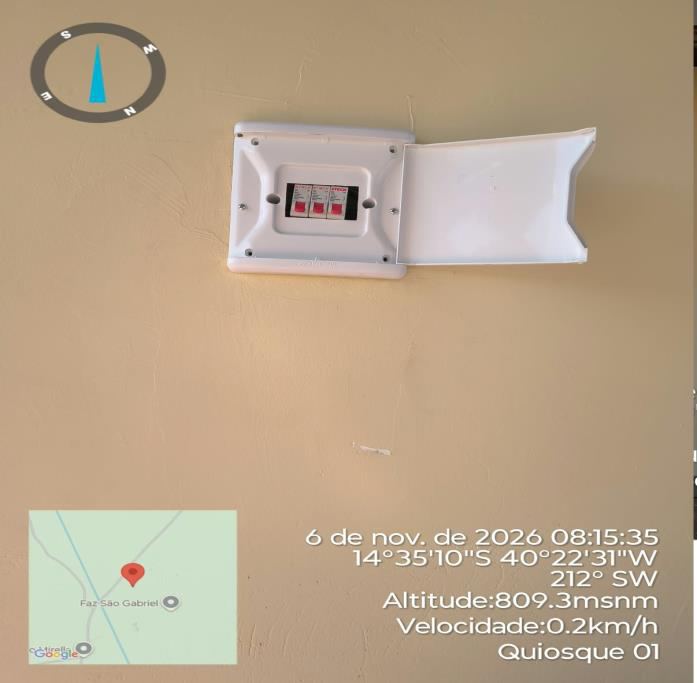 S
W
E
N
6 de nov. de 2026 08:15:35
14°35'10"S 40°22'31"W
212° SW
Altitude:809.3msnm
Velocidade:0.2km/h
Quiosque 01
Faz São Gabriel
Google